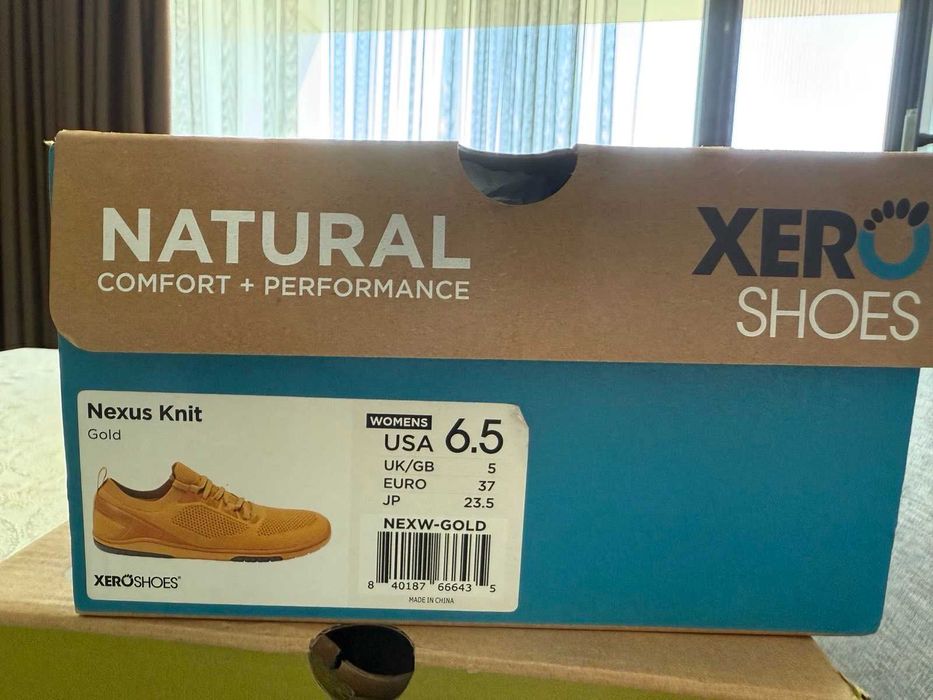 NATURAL
COMFORT + PERFORMANCE
XERO
SHOES
Nexus Knit
Gold
XEROSHOES®
WOMENS
USA 6.5
UK/GB 5
EURO 37
JP 23.5
NEXW-GOLD
8 40187 66643 5
MADE IN CHINA